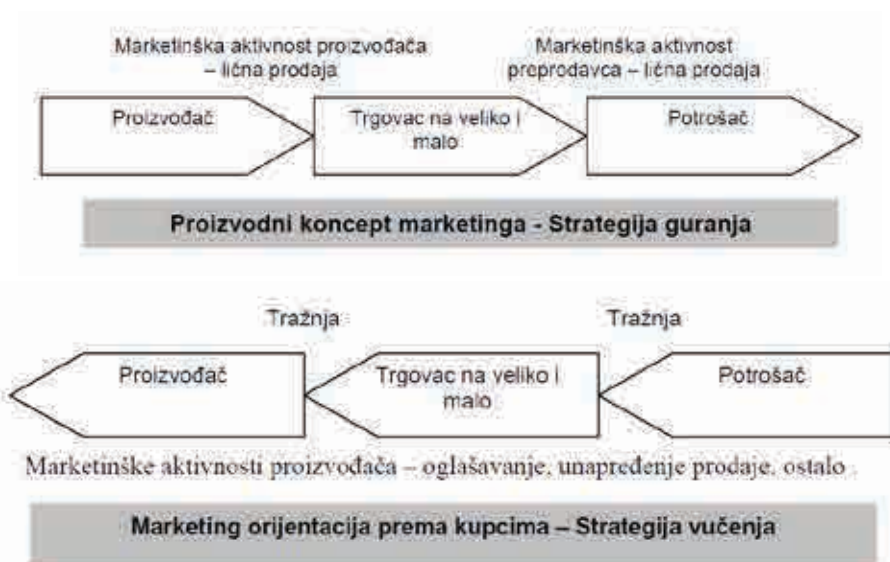 Marketinška aktivnost proizvođača
– lična prodaja
Marketinška aktivnost
preprodavca – lična prodaja
Proizvođač
Trgovac na veliko i
malo
Potrošač
Proizvodni koncept marketinga - Strategija guranja
Tražnja
Tražnja
Proizvođač
Trgovac na veliko i
malo
Potrošač
Marketinške aktivnosti proizvođača – oglašavanje, unapređenje prodaje, ostalo
Marketing orijentacija prema kupcima – Strategija vučenja